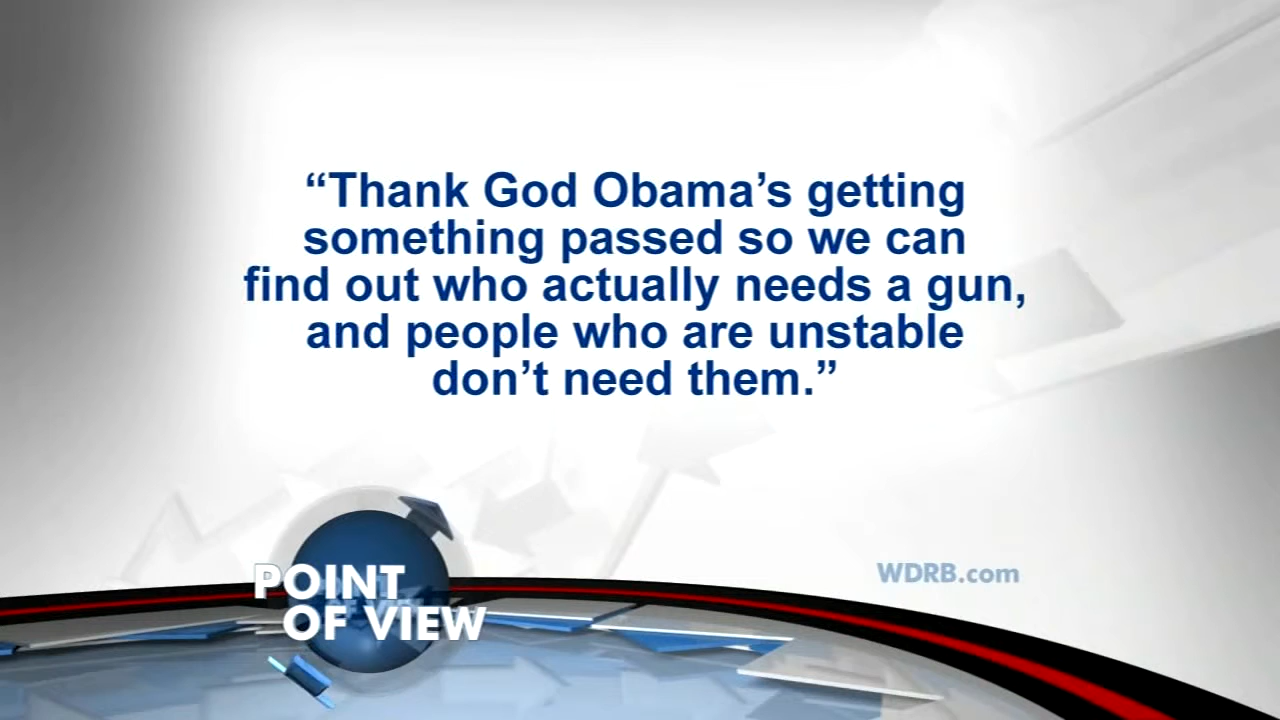 “Thank God Obama’s getting
something passed so we can
find out who actually needs a gun,
and people who are unstable
don’t need them.”
POINT
OF VIEW
WDRB.com